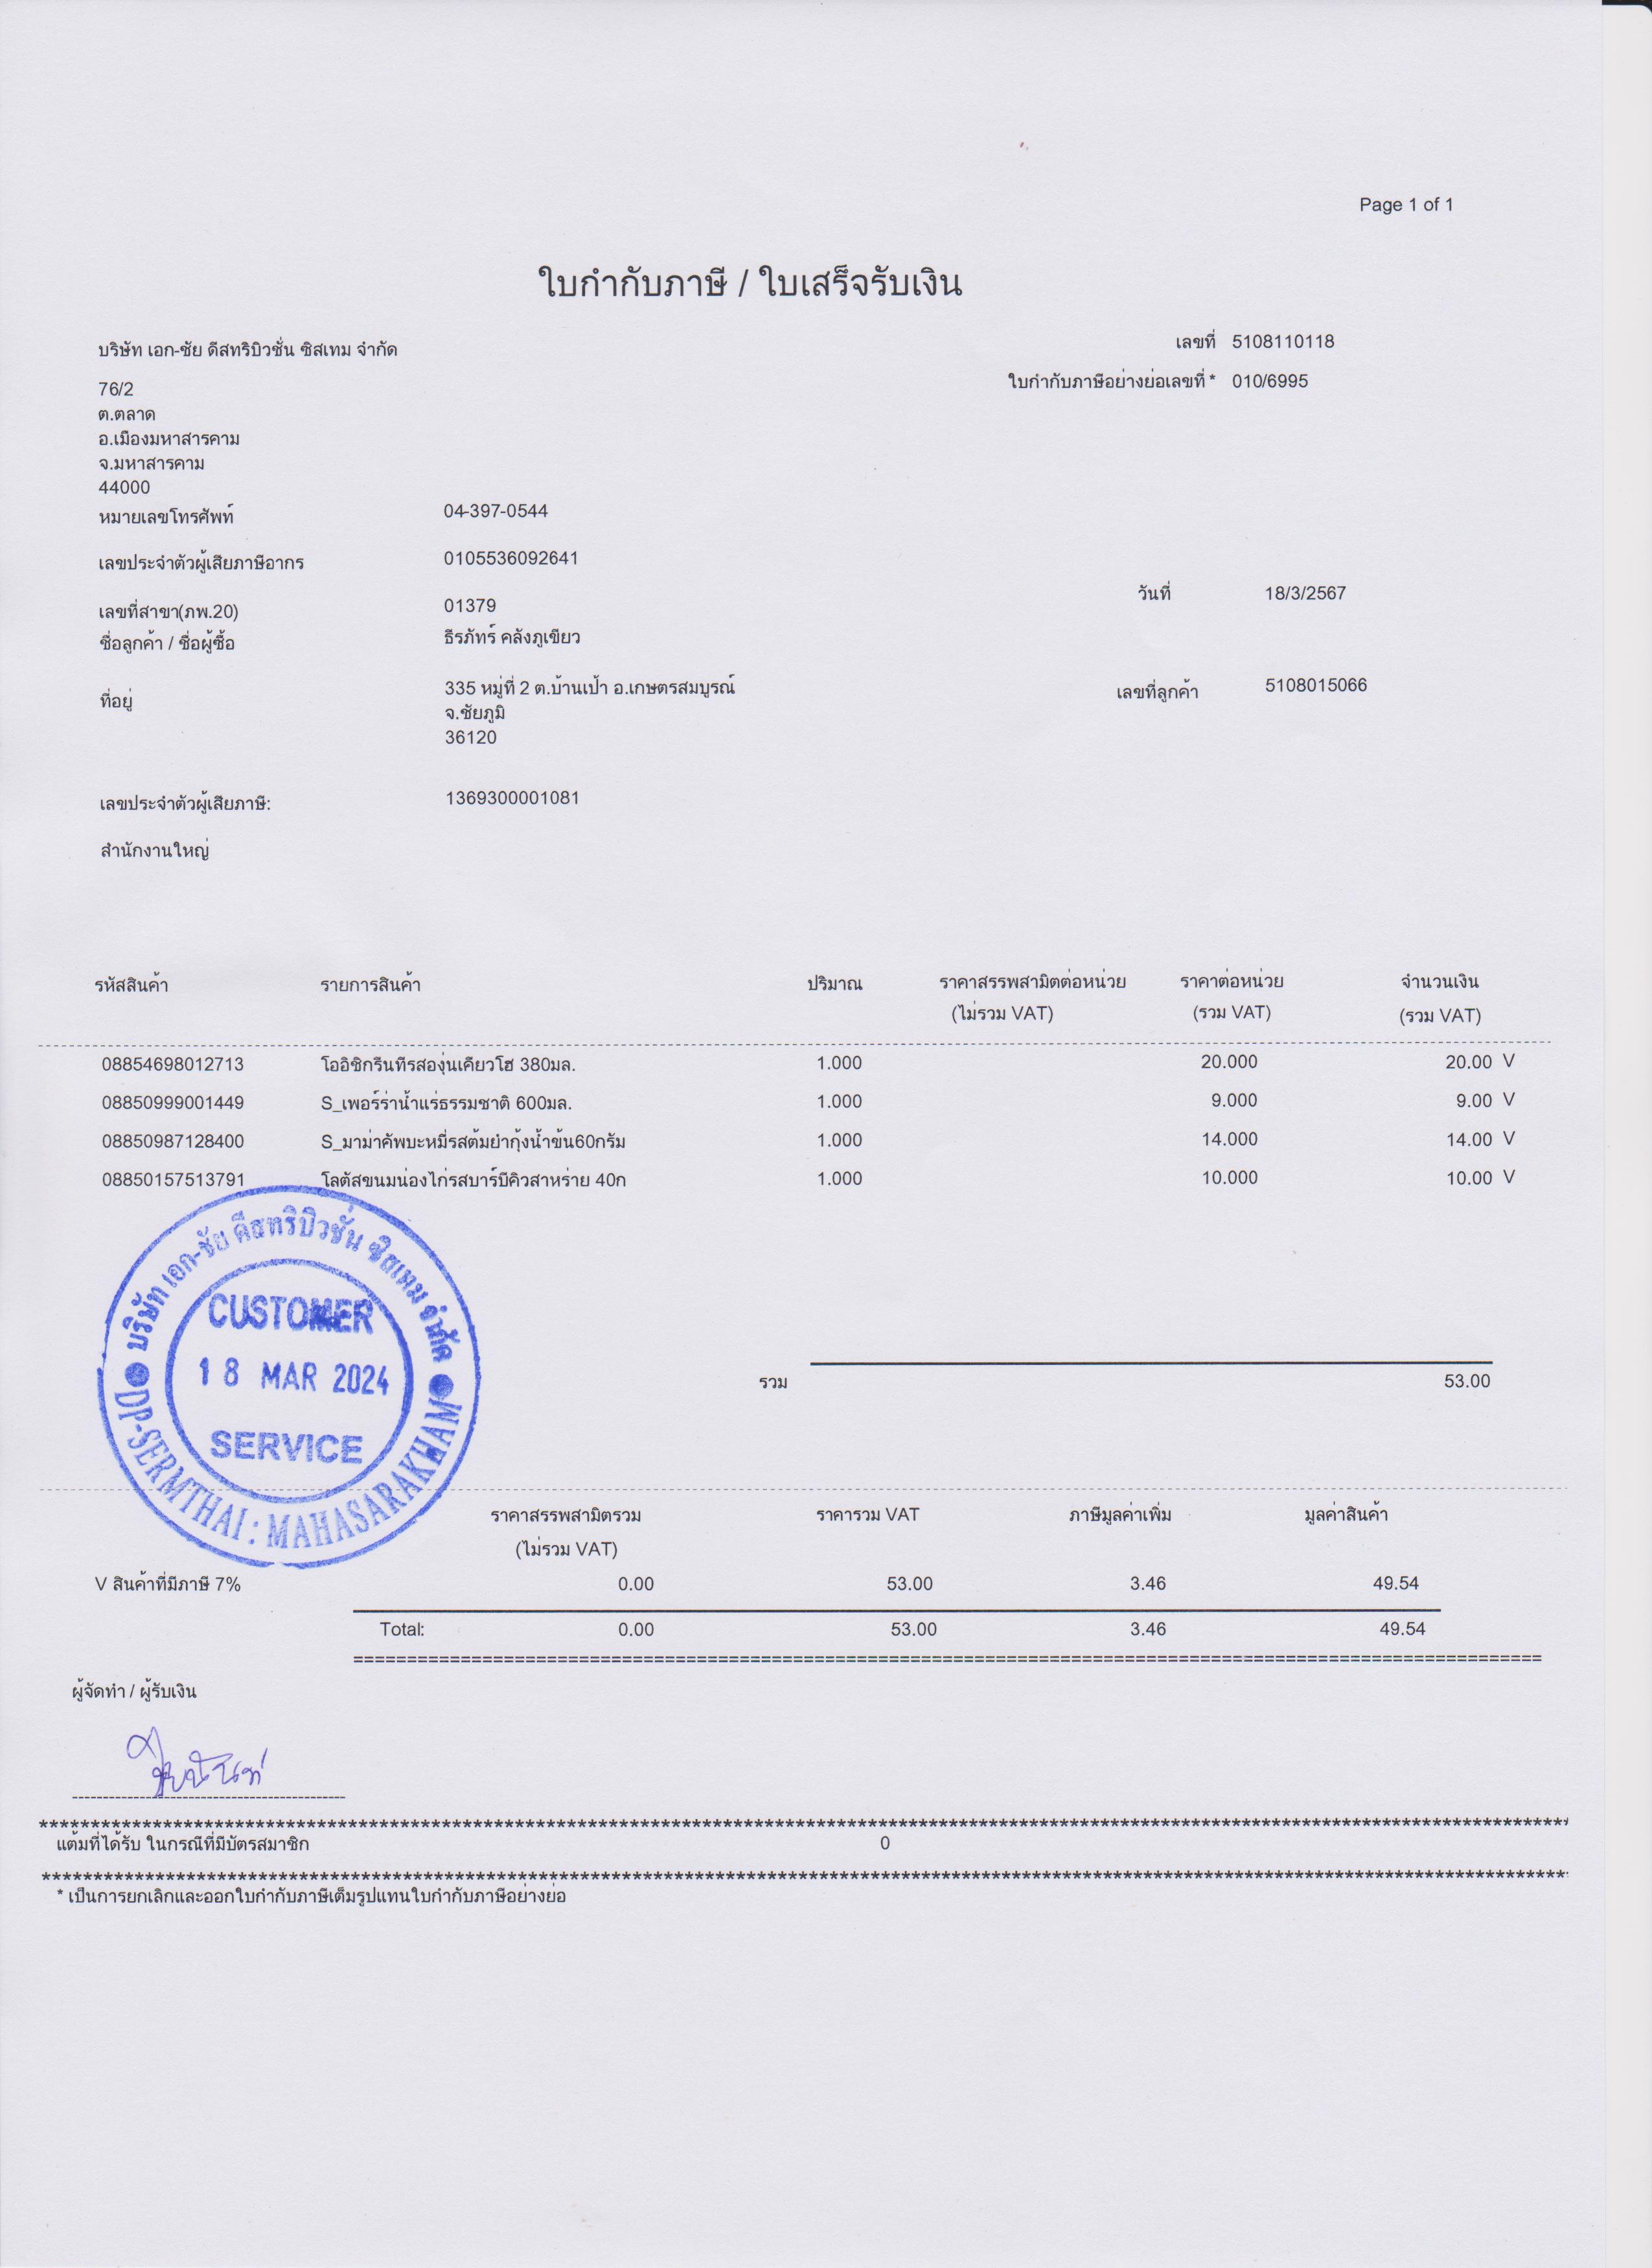 Page 1 of 1
ใบกำกับภาษี / ใบเสร็จรับเงิน
บริษัท เอก-ชัย ดีสทริบิวชั่น ซิสเทม จำกัด
เลขที่ 5108110118
76/2
ใบกำกับภาษีอย่างย่อเลขที่ * 010/6995
ต.ตลาด
อ.เมืองมหาสารคาม
จ.มหาสารคาม
44000
หมายเลขโทรศัพท์ 04-397-0544
เลขประจำตัวผู้เสียภาษีอากร 0105536092641
วันที่ 18/3/2567
เลขที่สาขา(ภพ.20) 01379
ชื่อลูกค้า / ชื่อผู้ซื้อ ธีรภัทร์ คลังภูเขียว
ที่อยู่ 335 หมู่ที่ 2 ต.บ้านเป้า อ.เกษตรสมบูรณ์
เลขที่ลูกค้า 5108015066
จ.ชัยภูมิ
36120
เลขประจำตัวผู้เสียภาษี: 1369300001081
สำนักงานใหญ่
รหัสสินค้า รายการสินค้า ปริมาณ ราคาสรรพสามิตต่อหน่วย ราคาต่อหน่วย จำนวนเงิน
(ไม่รวม VAT) (รวม VAT) (รวม VAT)
08854698012713 โออิชิกรีนทีรสองุ่นเคียวโฮ 380มล. 1.000 20.000 20.00 V
08850999001449 S_เพอร์ร่าน้ำแร่ธรรมชาติ 600มล. 1.000 9.000 9.00 V
08850987128400 S_มาม่าคัพบะหมี่รสต้มยำกุ้งน้ำข้น60กรัม 1.000 14.000 14.00 V
08850157513791 โลตัสขนมน่องไก่รสบาร์บีคิวสาหร่าย 40ก 1.000 10.000 10.00 V
บริษัท เอก-ชัย ดีสทริบิวชั่น ซิสเทม จำกัด
CUSTOMER
18 MAR 2024
SERVICE
DP-SERMTHAI : MAHASARAKHAM
รวม 53.00
ราคาสรรพสามิตรวม ราคารวม VAT ภาษีมูลค่าเพิ่ม มูลค่าสินค้า
(ไม่รวม VAT)
V สินค้าที่มีภาษี 7% 0.00 53.00 3.46 49.54
Total: 0.00 53.00 3.46 49.54
ผู้จัดทำ / ผู้รับเงิน
แต้มที่ได้รับ ในกรณีที่มีบัตรสมาชิก 0
* เป็นการยกเลิกและออกใบกำกับภาษีเต็มรูปแทนใบกำกับภาษีอย่างย่อ